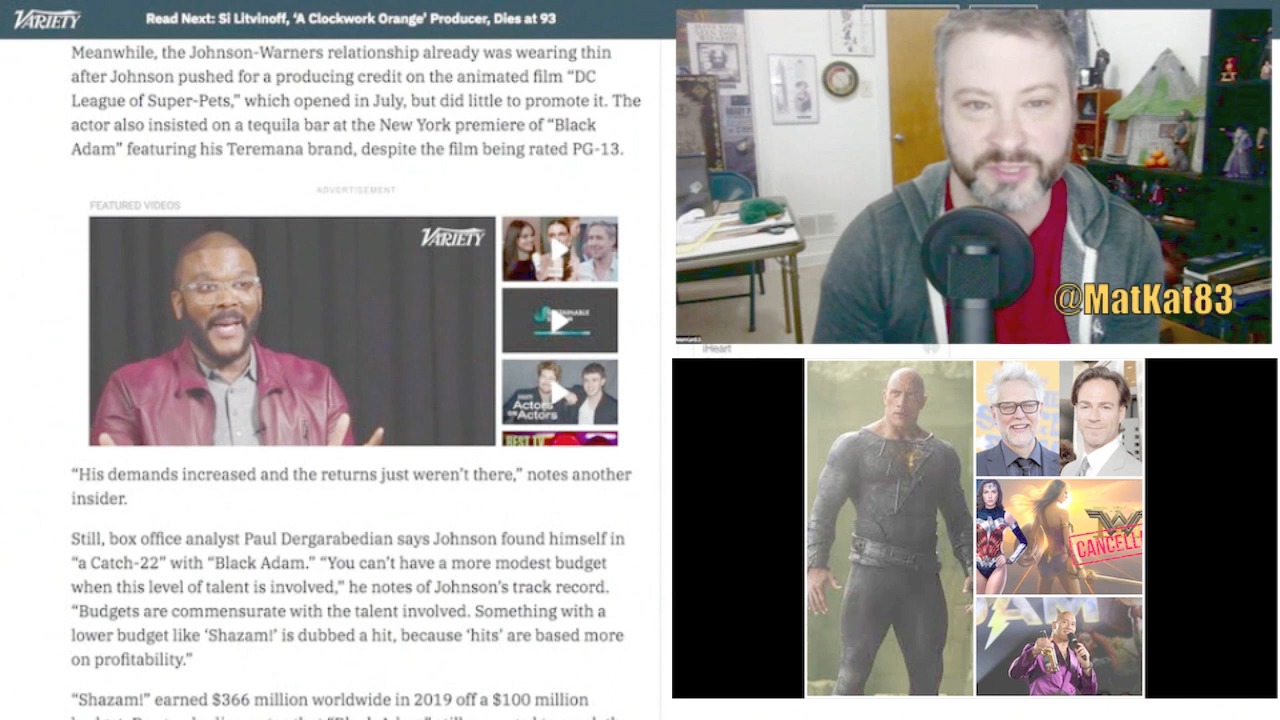 VARIETY
Read Next: Si Litvinoff, ‘A Clockwork Orange’ Producer, Dies at 93
Meanwhile, the Johnson-Warners relationship already was wearing thin
after Johnson pushed for a producing credit on the animated film “DC
League of Super-Pets,” which opened in July, but did little to promote it. The
actor also insisted on a tequila bar at the New York premiere of “Black
Adam” featuring his Teremana brand, despite the film being rated PG-13.
ADVERTISEMENT
FEATURED VIDEOS
VARIETY
Actors
on Actors
BEST TV
“His demands increased and the returns just weren’t there,” notes another
insider.
Still, box office analyst Paul Dergarabedian says Johnson found himself in
“a Catch-22” with “Black Adam.” “You can’t have a more modest budget
when this level of talent is involved,” he notes of Johnson’s track record.
“Budgets are commensurate with the talent involved. Something with a
lower budget like ‘Shazam!’ is dubbed a hit, because ‘hits’ are based more
on profitability.”
“Shazam!” earned $366 million worldwide in 2019 off a $100 million
@MatKat83
iHeart
CANCELL